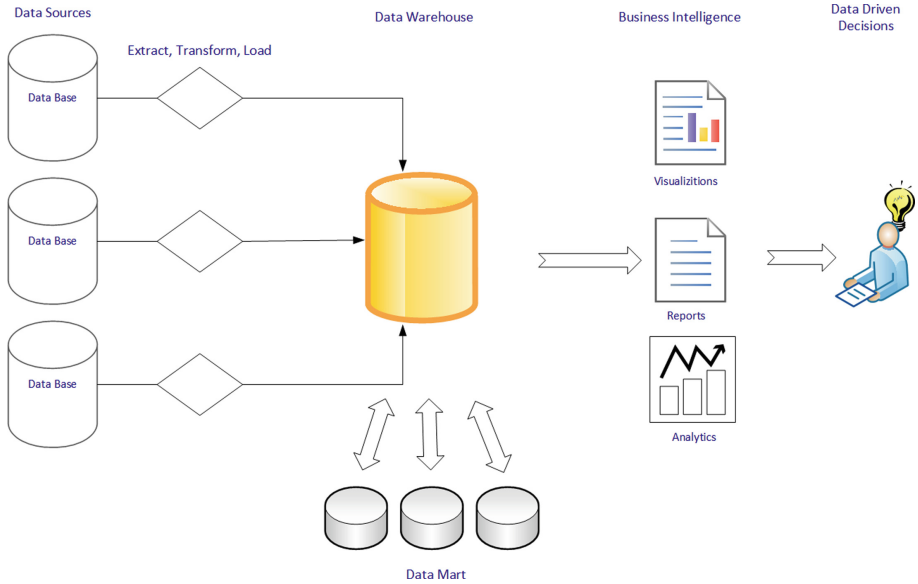 Data Sources
Data Warehouse
Business Intelligence
Data Driven
Decisions
Extract, Transform, Load
Data Base
Data Base
Data Base
Visualizitions
Reports
Analytics
Data Mart